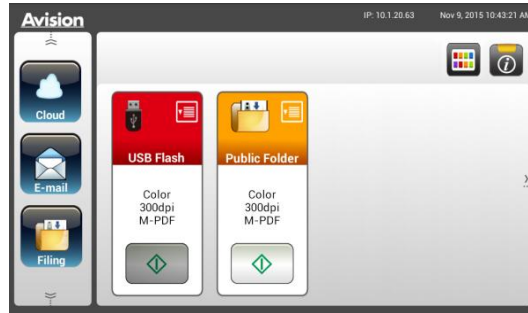 Avision
IP: 10.1.20.63 Nov 9, 2015 10:43:21 AM
Cloud
E-mail
Filing
USB Flash
Color
300dpi
M-PDF
Public Folder
Color
300dpi
M-PDF